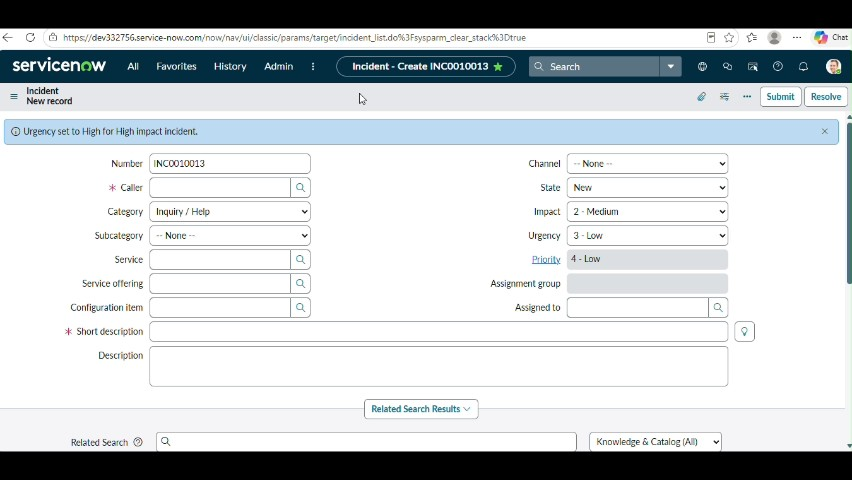 https://dev332756.service-now.com/now/nav/ui/classic/params/target/incident_list.do%3Fsysparm_clear_stack%3Dtrue
Chat
servicenow All Favorites History Admin Incident - Create INC0010013 Search
Incident
New record
Submit Resolve
Urgency set to High for High impact incident.
Number INC0010013 Channel -- None --
* Caller State New
Category Inquiry / Help Impact 2 - Medium
Subcategory -- None -- Urgency 3 - Low
Service Priority 4 - Low
Service offering Assignment group
Configuration item Assigned to
* Short description
Description
Related Search Results
Related Search Knowledge & Catalog (All)